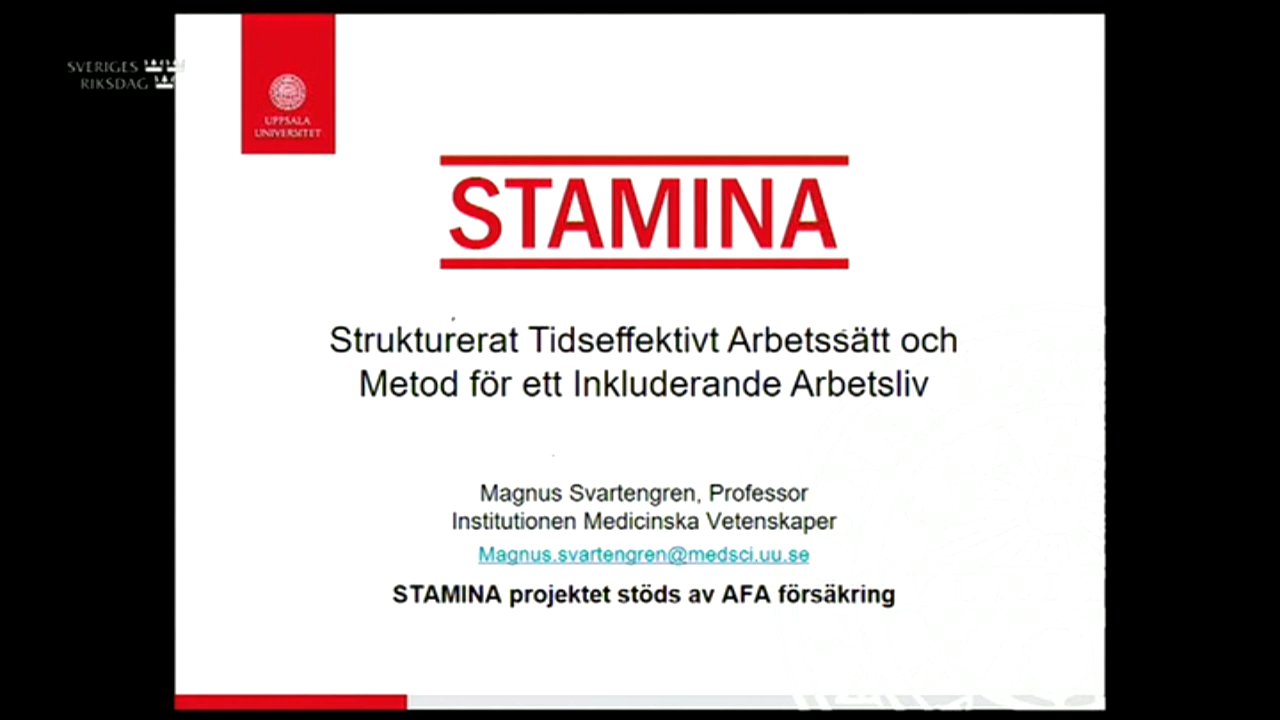 SVERIGES
RIKSDAG
UPPSALA
UNIVERSITET
STAMINA
Strukturerat Tidseffektivt Arbetssätt och
Metod för ett Inkluderande Arbetsliv
Magnus Svartengren, Professor
Institutionen Medicinska Vetenskaper
Magnus.svartengren@medsci.uu.se
STAMINA projektet stöds av AFA försäkring